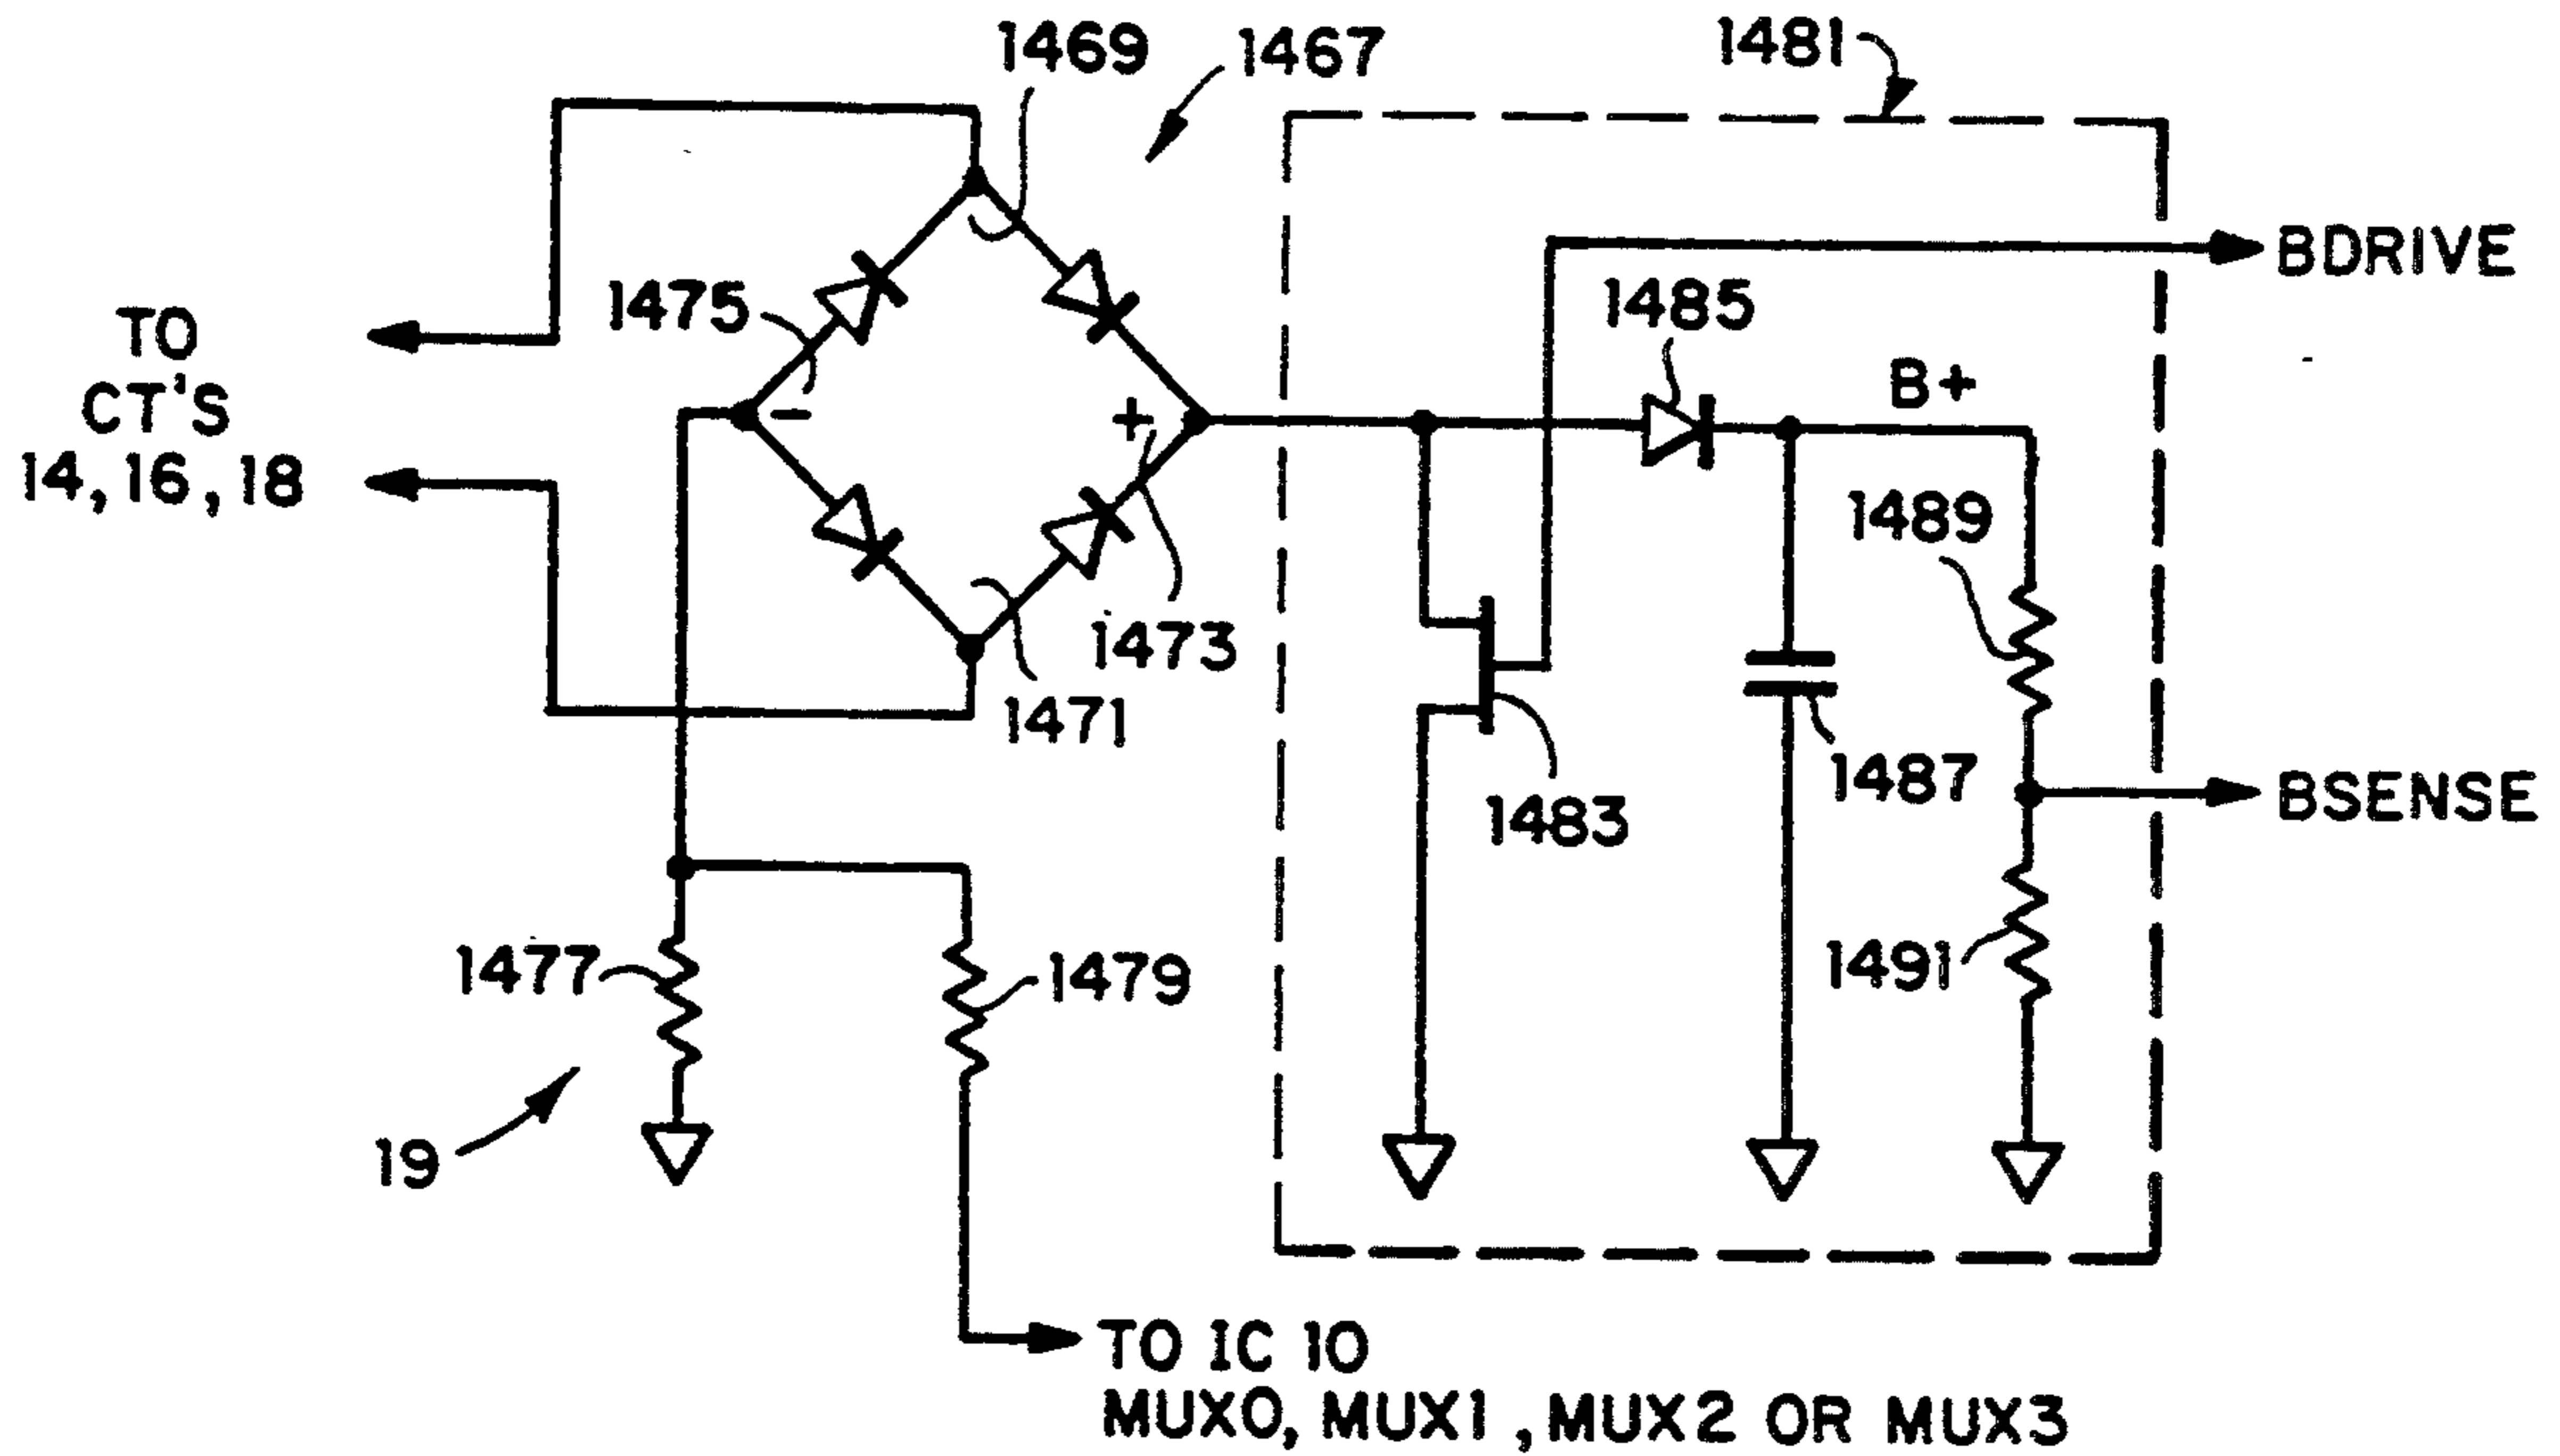 1469
1467
1481
BDRIVE
1475
1485
TO
CT'S
14, 16, 18
-
+
B+
1489
1473
1471
1487
1483
BSENSE
1477
1479
1491
19
TO IC 10
MUX0, MUX1, MUX2 OR MUX3